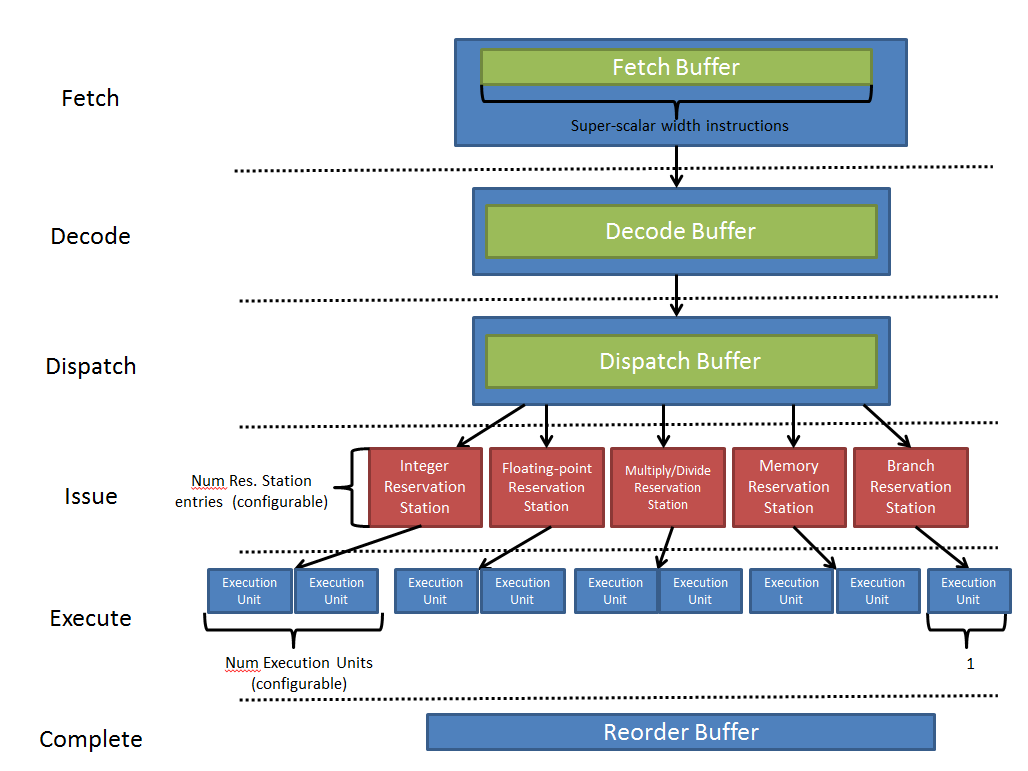 Fetch
Fetch Buffer
Super-scalar width instructions
Decode
Decode Buffer
Dispatch
Dispatch Buffer
Issue
Num Res. Station
entries (configurable)
Integer
Reservation
Station
Floating-point
Reservation
Station
Multiply/Divide
Reservation
Station
Memory
Reservation
Station
Branch
Reservation
Station
Execute
Execution
Unit
Execution
Unit
Execution
Unit
Execution
Unit
Execution
Unit
Execution
Unit
Execution
Unit
Execution
Unit
Execution
Unit
Num Execution Units
(configurable)
1
Complete
Reorder Buffer